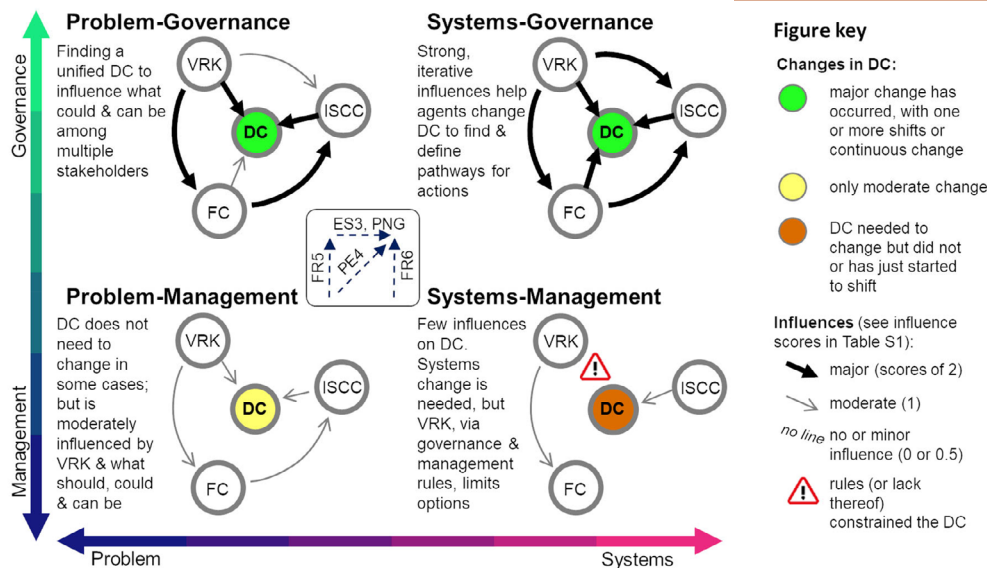 Governance
Management
Problem-Governance
Finding a
unified DC to
influence what
could & can be
among
multiple
stakeholders
VRK
ISCC
DC
FC
Systems-Governance
Strong,
iterative
influences help
agents change
DC to find &
define
pathways for
actions
VRK
ISCC
DC
FC
ES3, PNG
FR5
PE4
FR6
Problem-Management
DC does not
need to
change in
some cases;
but is
moderately
influenced by
VRK & what
should, could
& can be
VRK
ISCC
DC
FC
Systems-Management
Few influences
on DC.
Systems
change is
needed, but
VRK, via
governance &
management
rules, limits
options
VRK
!
ISCC
DC
FC
Problem
Systems
Figure key
Changes in DC:
major change has
occurred, with one
or more shifts or
continuous change
only moderate change
DC needed to
change but did not
or has just started
to shift
Influences (see influence
scores in Table S1):
major (scores of 2)
moderate (1)
no line no or minor
influence (0 or 0.5)
! rules (or lack
thereof)
constrained the DC